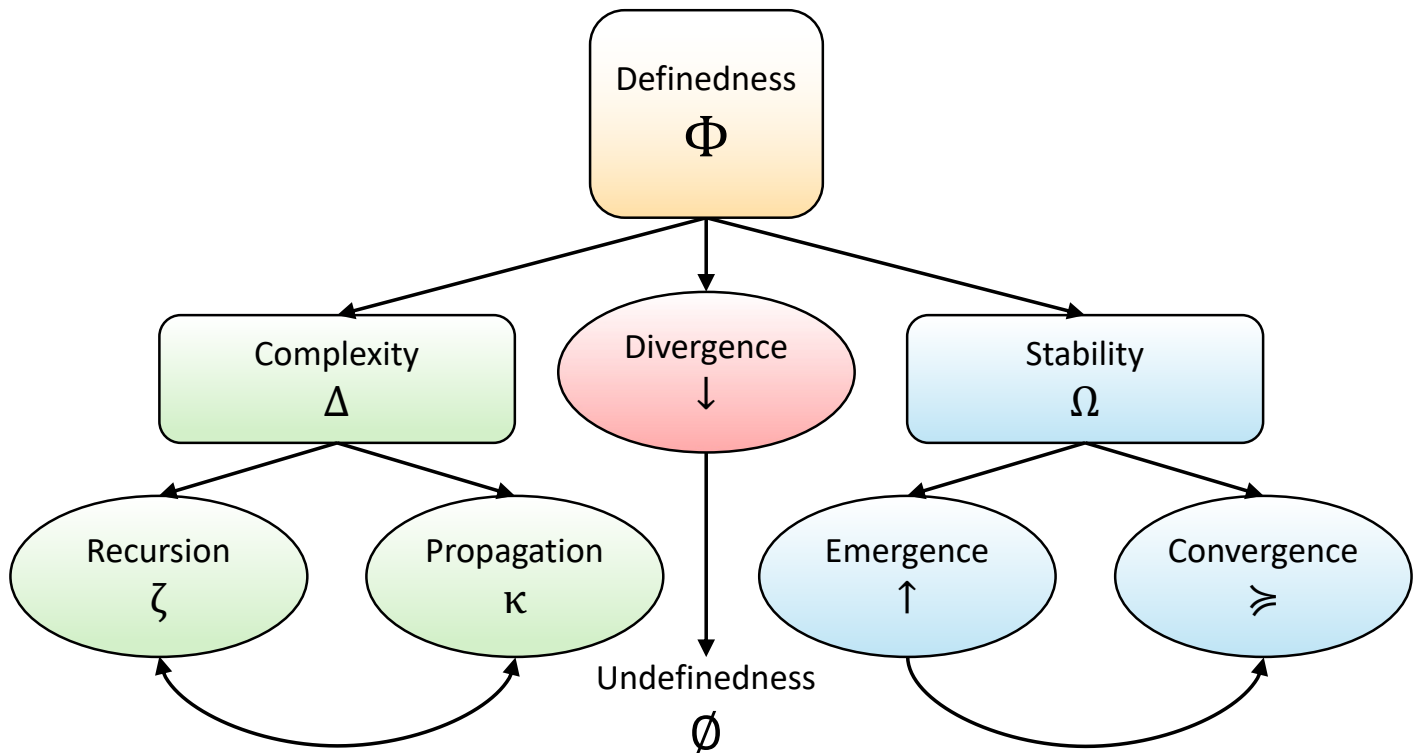 Definedness
Φ
Complexity
Δ
Divergence
↓
Stability
Ω
Recursion
ζ
Propagation
κ
Emergence
↑
Convergence
≽
Undefinedness
∅